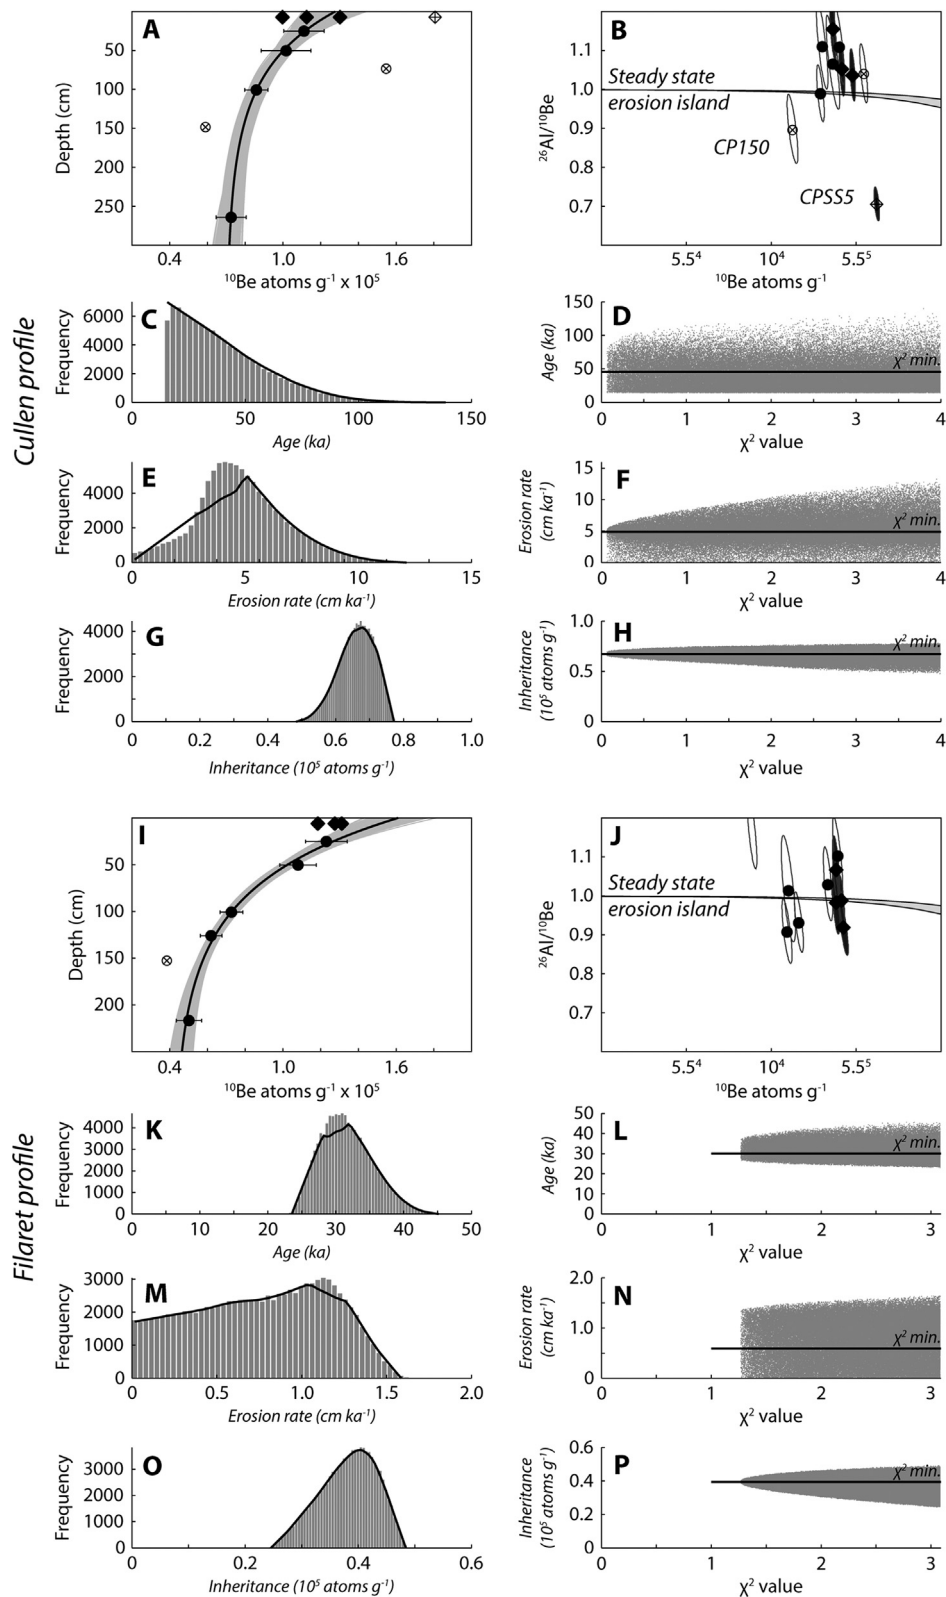 Cullen profile
A
Depth (cm)
50
100
150
200
250
0.4
1.0
1.6
¹⁰Be atoms g⁻¹ x 10⁵
B
²⁶Al/¹⁰Be
1.1
1.0
0.9
0.8
0.7
Steady state
erosion island
CP150
CPSS5
5.5⁴
10⁴
5.5⁵
¹⁰Be atoms g⁻¹
C
Frequency
6000
4000
2000
0
0
50
100
150
Age (ka)
D
Age (ka)
150
100
50
0
χ² min.
0
1
2
3
4
χ² value
E
Frequency
4000
2000
0
0
5
10
15
Erosion rate (cm ka⁻¹)
F
Erosion rate
(cm ka⁻¹)
15
10
5
0
χ² min.
0
1
2
3
4
χ² value
G
Frequency
4000
2000
0
0
0.2
0.4
0.6
0.8
1.0
Inheritance (10⁵ atoms g⁻¹)
H
Inheritance
(10⁵ atoms g⁻¹)
1.0
0.5
0
χ² min.
0
1
2
3
4
χ² value
Filaret profile
I
Depth (cm)
50
100
150
200
0.4
1.0
1.6
¹⁰Be atoms g⁻¹ x 10⁵
J
²⁶Al/¹⁰Be
1.1
1.0
0.9
0.8
0.7
Steady state
erosion island
5.5⁴
10⁴
5.5⁵
¹⁰Be atoms g⁻¹
K
Frequency
4000
3000
2000
1000
0
0
10
20
30
40
50
Age (ka)
L
Age (ka)
50
40
30
20
10
0
χ² min.
0
1
2
3
χ² value
M
Frequency
3000
2000
1000
0
0
0.5
1.0
1.5
2.0
Erosion rate (cm ka⁻¹)
N
Erosion rate
(cm ka⁻¹)
2.0
1.0
0
χ² min.
0
1
2
3
χ² value
O
Frequency
3000
2000
1000
0
0
0.2
0.4
0.6
Inheritance (10⁵ atoms g⁻¹)
P
Inheritance
(10⁵ atoms g⁻¹)
0.6
0.4
0.2
0
χ² min.
0
1
2
3
χ² value